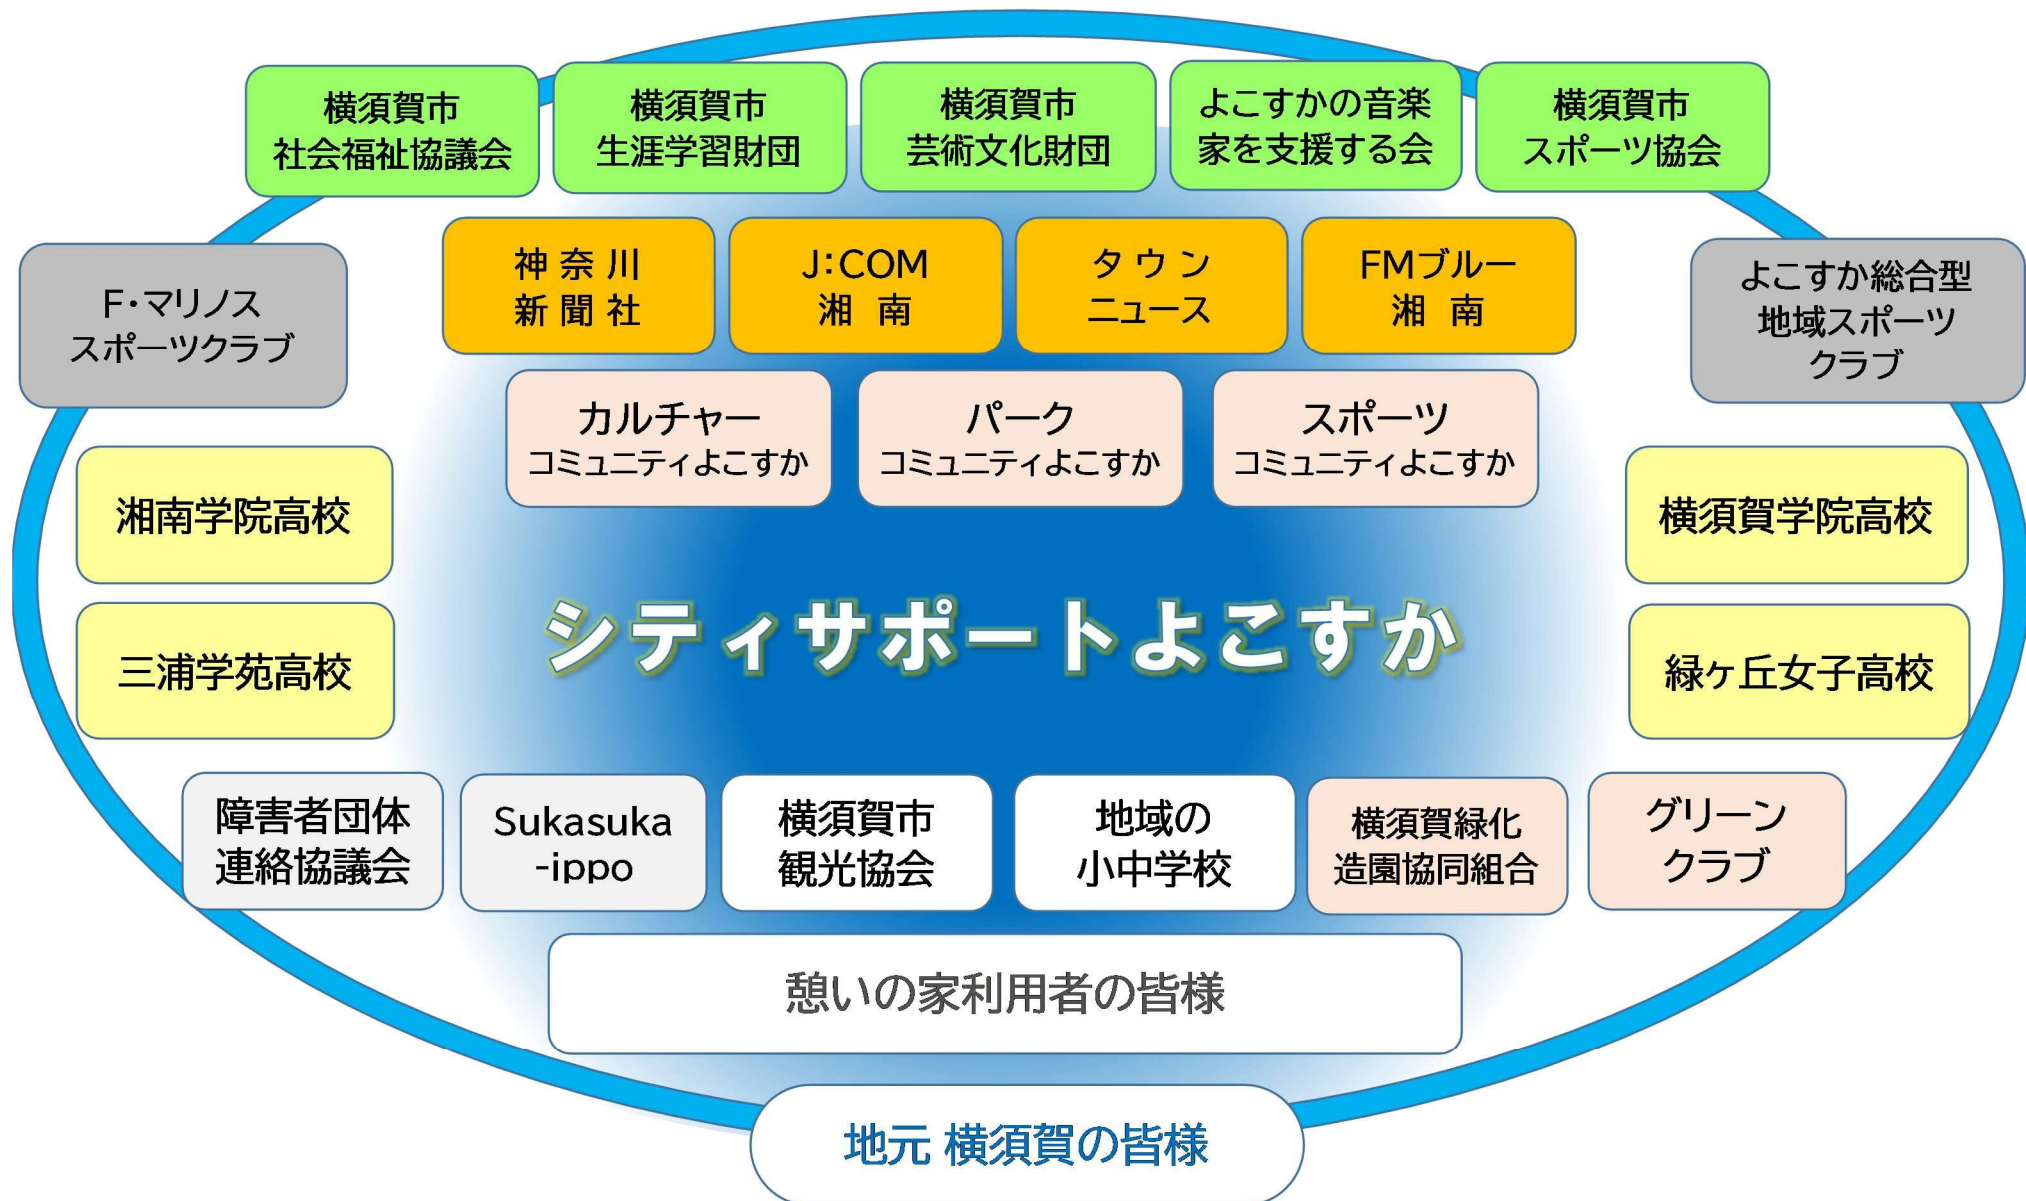 横須賀市
社会福祉協議会
横須賀市
生涯学習財団
横須賀市
芸術文化財団
よこすかの音楽
家を支援する会
横須賀市
スポーツ協会
F・マリノス
スポーツクラブ
神奈川
新聞社
J:COM
湘南
タウン
ニュース
FMブルー
湘南
よこすか総合型
地域スポーツ
クラブ
カルチャー
コミュニティよこすか
パーク
コミュニティよこすか
スポーツ
コミュニティよこすか
湘南学院高校
横須賀学院高校
シティサポートよこすか
三浦学苑高校
緑ヶ丘女子高校
障害者団体
連絡協議会
Sukasuka
-ippo
横須賀市
観光協会
地域の
小中学校
横須賀緑化
造園協同組合
グリーン
クラブ
憩いの家利用者の皆様
地元 横須賀の皆様